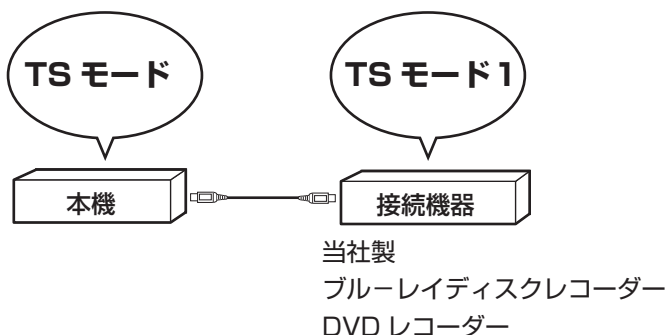 TS モード
TS モード1
本機
接続機器
当社製
ブルーレイディスクレコーダー
DVD レコーダー